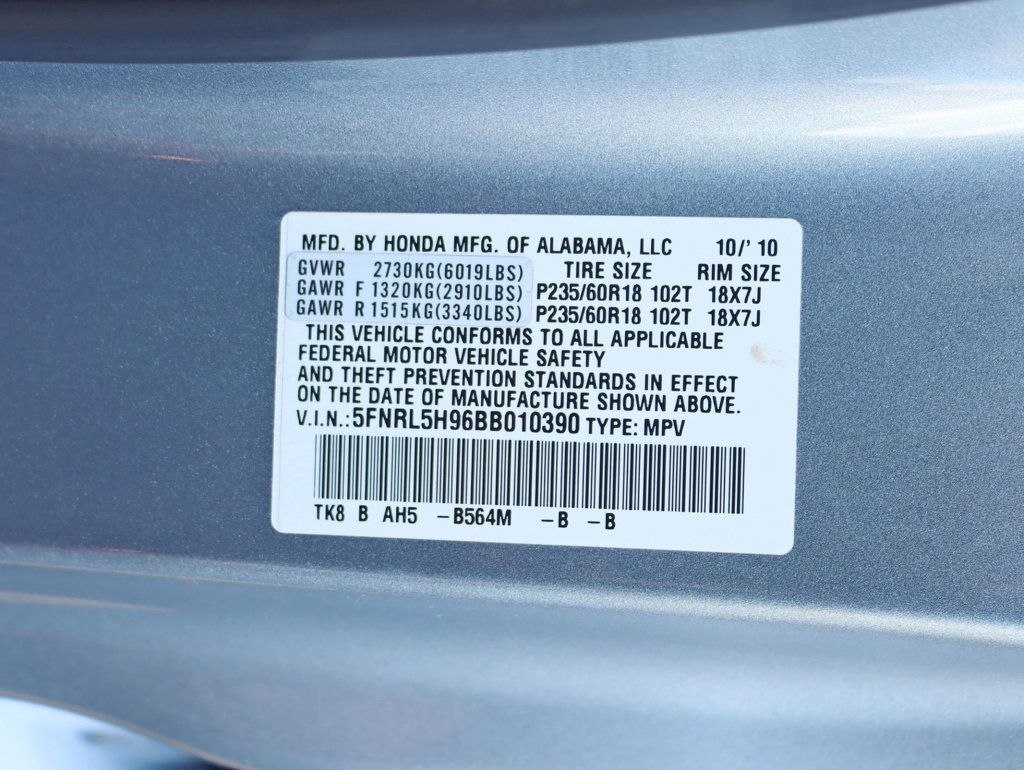 MFD. BY HONDA MFG. OF ALABAMA, LLC 10/' 10
GVWR 2730KG(6019LBS) TIRE SIZE RIM SIZE
GAWR F 1320KG(2910LBS) P235/60R18 102T 18X7J
GAWR R 1515KG(3340LBS) P235/60R18 102T 18X7J
THIS VEHICLE CONFORMS TO ALL APPLICABLE
FEDERAL MOTOR VEHICLE SAFETY
AND THEFT PREVENTION STANDARDS IN EFFECT
ON THE DATE OF MANUFACTURE SHOWN ABOVE.
V.I.N.: 5FNRL5H96BB010390 TYPE: MPV
TK8 B AH5 -B564M -B -B